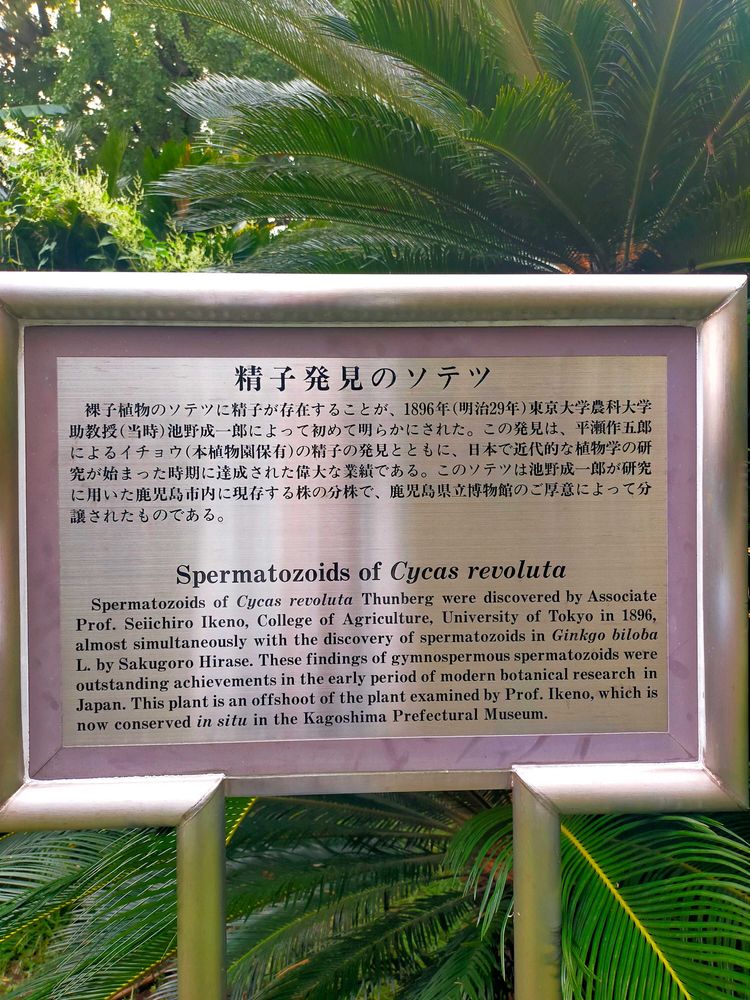 精子発見のソテツ
裸子植物のソテツに精子が存在することが、1896年(明治29年)東京大学農科大学
助教授(当時)池野成一郎によって初めて明らかにされた。この発見は、平瀬作五郎
によるイチョウ(本植物園保有)の精子の発見とともに、日本で近代的な植物学の研
究が始まった時期に達成された偉大な業績である。このソテツは池野成一郎が研究
に用いた鹿児島市内に現存する株の分株で、鹿児島県立博物館のご厚意によって分
譲されたものである。
Spermatozoids of Cycas revoluta
Spermatozoids of Cycas revoluta Thunberg were discovered by Associate
Prof. Seiichiro Ikeno, College of Agriculture, University of Tokyo in 1896,
almost simultaneously with the discovery of spermatozoids in Ginkgo biloba
L. by Sakugoro Hirase. These findings of gymnospermous spermatozoids were
outstanding achievements in the early period of modern botanical research in
Japan. This plant is an offshoot of the plant examined by Prof. Ikeno, which is
now conserved in situ in the Kagoshima Prefectural Museum.